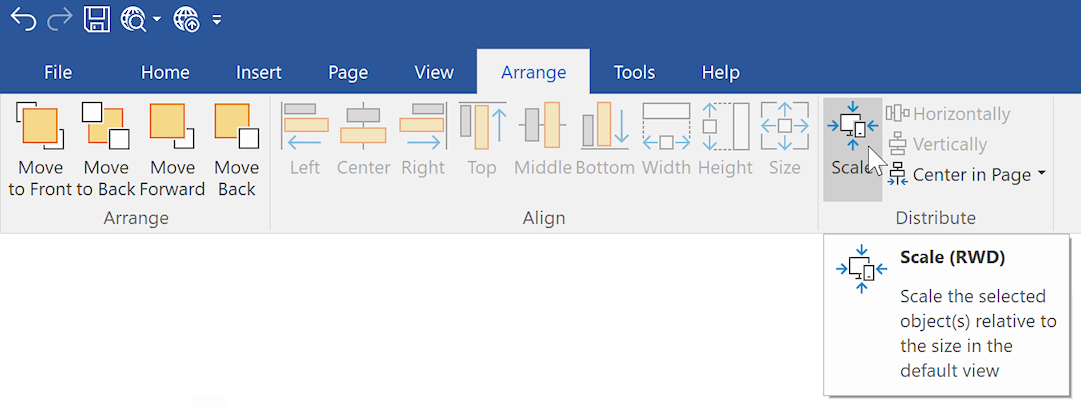 File Home Insert Page View Arrange Tools Help
Move to Front
Move to Back
Move Forward
Move Back
Arrange
Left Center Right Top Middle Bottom Width Height Size
Align
Scale
Horizontally
Vertically
Center in Page
Distribute
Scale (RWD)
Scale the selected
object(s) relative to
the size in the
default view